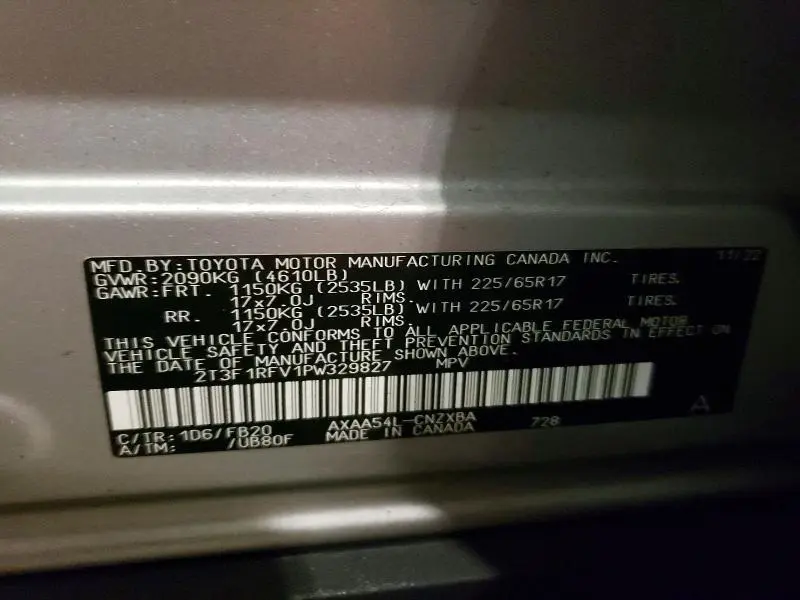 MFD.BY:TOYOTA MOTOR MANUFACTURING CANADA INC. 11/22
GVWR:2090KG (4610LB)
GAWR:FRT. 1150KG (2535LB) WITH 225/65R17 TIRES.
17x7.0J RIMS.
RR. 1150KG (2535LB) WITH 225/65R17 TIRES.
17x7.0J RIMS.
THIS VEHICLE CONFORMS TO ALL APPLICABLE FEDERAL MOTOR
VEHICLE SAFETY AND THEFT PREVENTION STANDARDS IN EFFECT ON
THE DATE OF MANUFACTURE SHOWN ABOVE.
2T3F1RFV1PW329827 MPV
C/TR:1D6/FB20 AXAA54L-CNZXBA 728 A
A/TM: /UB80F MADE IN CANADA